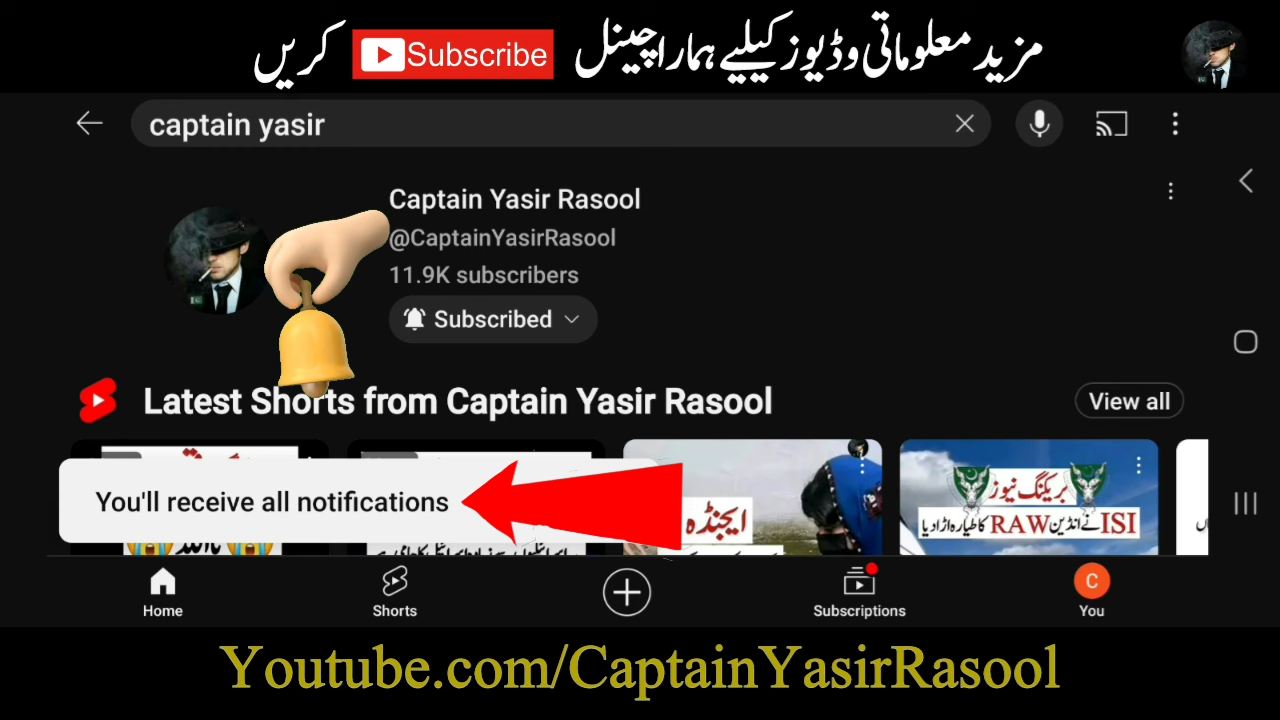 مزید معلوماتی وڈیوز کیلیے ہمارا چینل Subscribe کریں
captain yasir
Captain Yasir Rasool
@CaptainYasirRasool
11.9K subscribers
Subscribed
Latest Shorts from Captain Yasir Rasool
View all
You'll receive all notifications
ایجنڈہ
بریکنگ نیوز
ISI نے انڈین RAW کا طیارہ اڑا دیا
Home
Shorts
Subscriptions
C
You
Youtube.com/CaptainYasirRasool